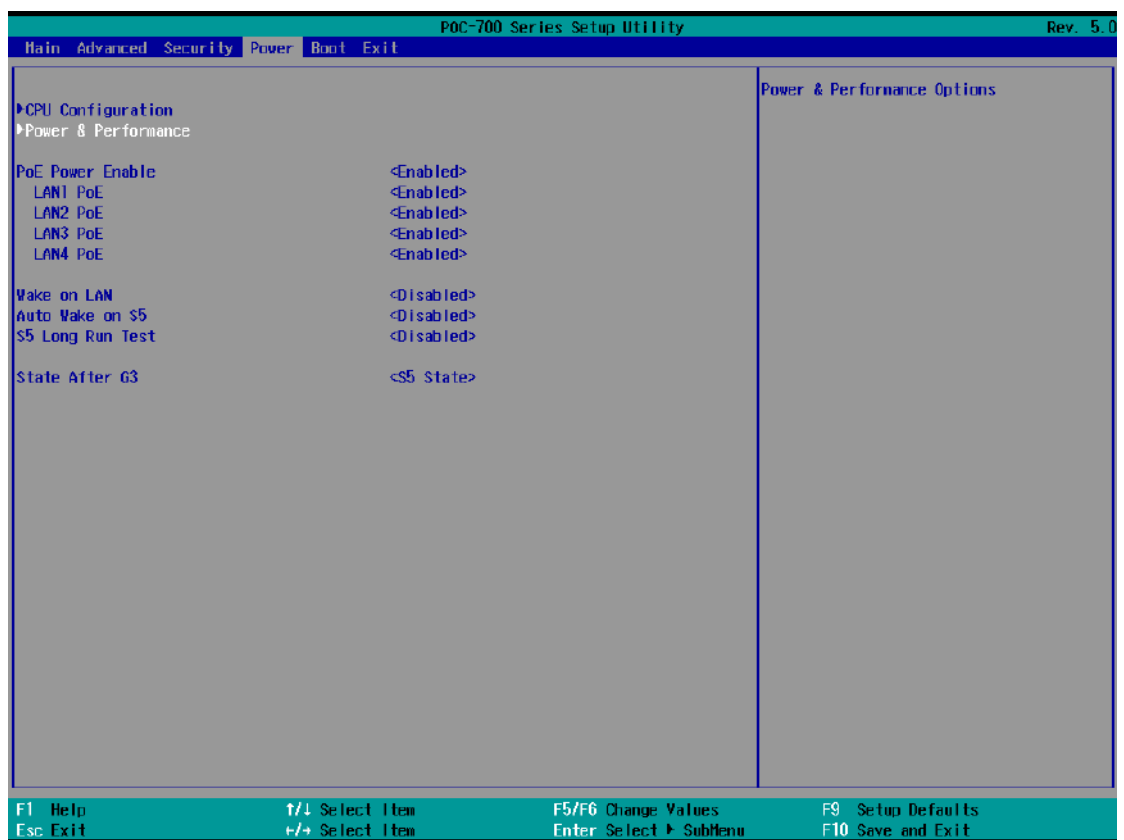 POC-700 Series Setup Utility Rev. 5.0
Main Advanced Security Power Boot Exit
Power & Performance Options
▶CPU Configuration
▶Power & Performance
PoE Power Enable <Enabled>
LAN1 PoE <Enabled>
LAN2 PoE <Enabled>
LAN3 PoE <Enabled>
LAN4 PoE <Enabled>
Wake on LAN <Disabled>
Auto Wake on S5 <Disabled>
S5 Long Run Test <Disabled>
State After G3 <S5 State>
F1 Help ↑/↓ Select Item F5/F6 Change Values F9 Setup Defaults
Esc Exit ←/→ Select Item Enter Select ▶ SubMenu F10 Save and Exit